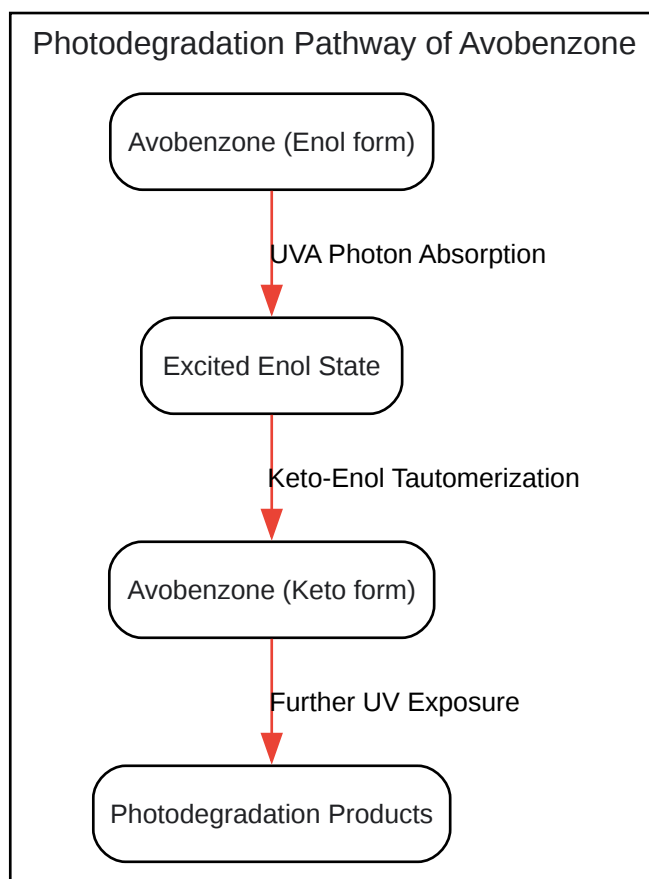 Photodegradation Pathway of Avobenzone
Avobenzone (Enol form)
UVA Photon Absorption
Excited Enol State
Keto-Enol Tautomerization
Avobenzone (Keto form)
Further UV Exposure
Photodegradation Products